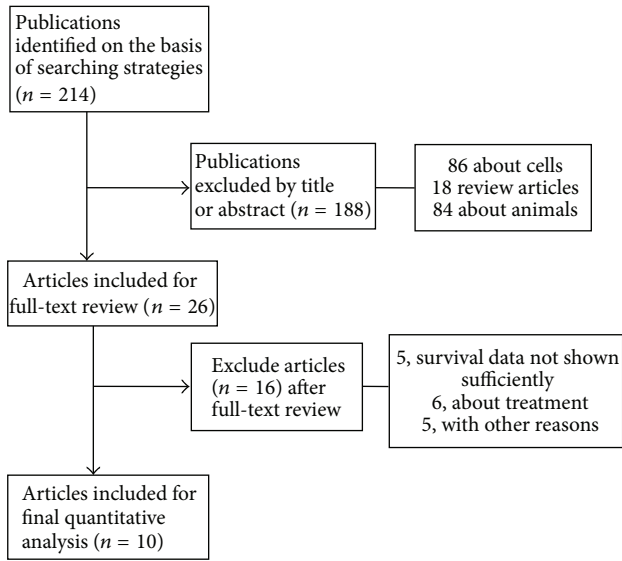 Publications
identified on the basis
of searching strategies
(n = 214)
Publications
excluded by title
or abstract (n = 188)
86 about cells
18 review articles
84 about animals
Articles included for
full-text review (n = 26)
Exclude articles
(n = 16) after
full-text review
5, survival data not shown
sufficiently
6, about treatment
5, with other reasons
Articles included for
final quantitative
analysis (n = 10)